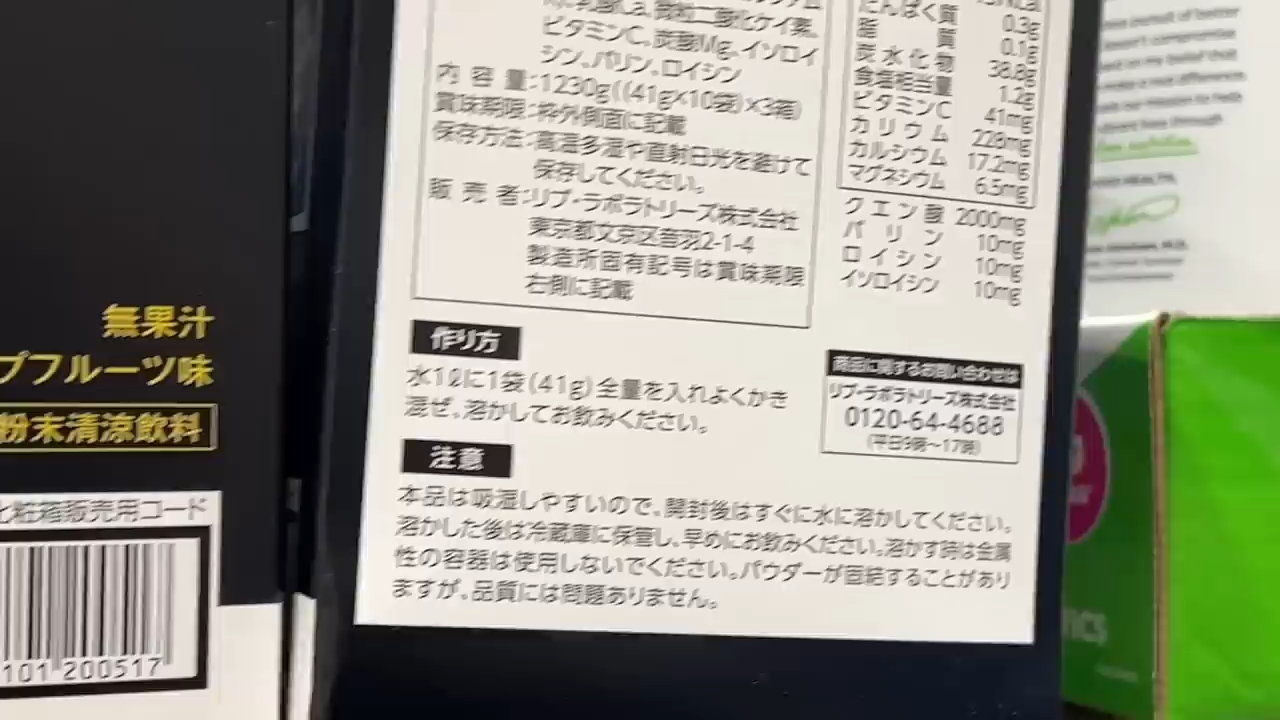 ビタミンC、炭酸Mg、イソロイ
シン、バリン、ロイシン
内容量：1230g((41g×10袋)×3箱)
賞味期限：枠外側面に記載
保存方法：高温多湿や直射日光を避けて
保存してください。
販売者：リブ・ラボラトリーズ株式会社
東京都文京区音羽2-1-4
製造所固有記号は賞味期限
右側に記載
たんぱく質 0.3g
脂質 0.1g
炭水化物 38.8g
食塩相当量 1.2g
ビタミンC 41mg
カリウム 228mg
カルシウム 17.2mg
マグネシウム 6.5mg
クエン酸 2000mg
バリン 10mg
ロイシン 10mg
イソロイシン 10mg
作り方
水1ℓに1袋(41g)全量を入れよくかき
混ぜ、溶かしてお飲みください。
商品に関するお問い合わせは
リブ・ラボラトリーズ株式会社
0120-64-4688
(平日9時～17時)
注意
本品は吸湿しやすいので、開封後はすぐに水に溶かしてください。
溶かした後は冷蔵庫に保管し、早めにお飲みください。溶かす時は金属
性の容器は使用しないでください。パウダーが固結することがあり
ますが、品質には問題ありません。
無果汁
プフルーツ味
粉末清涼飲料
化粧箱販売用コード
101 200517